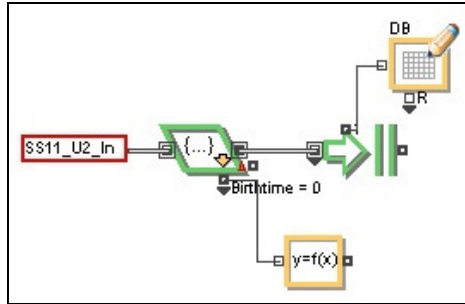 DB
R
SS11_U2_In
{...}
Birthtime = 0
y=f(x)